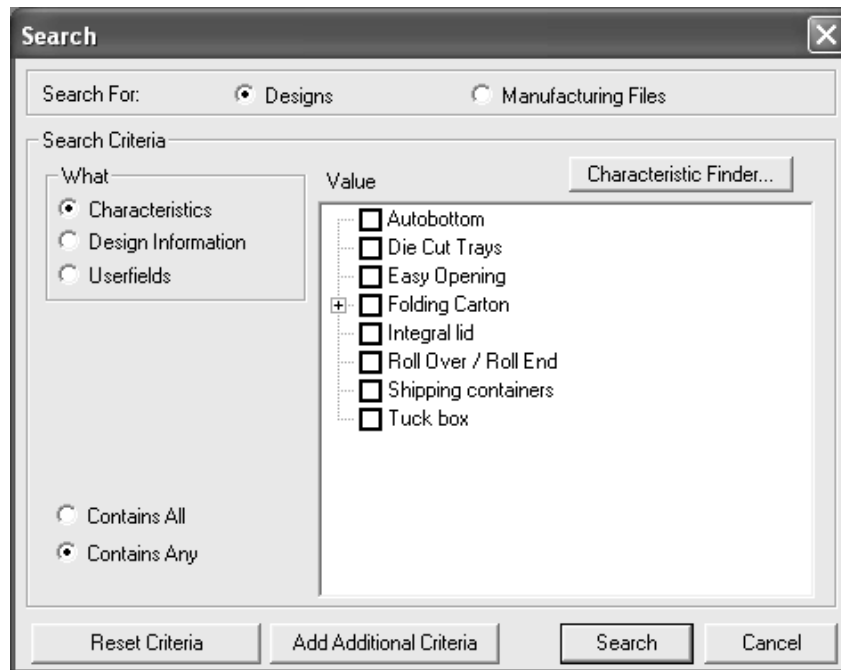 Search
Search For: Designs Manufacturing Files
Search Criteria
What
Characteristics
Design Information
Userfields
Contains All
Contains Any
Value Characteristic Finder...
Autobottom
Die Cut Trays
Easy Opening
Folding Carton
Integral lid
Roll Over / Roll End
Shipping containers
Tuck box
Reset Criteria Add Additional Criteria Search Cancel